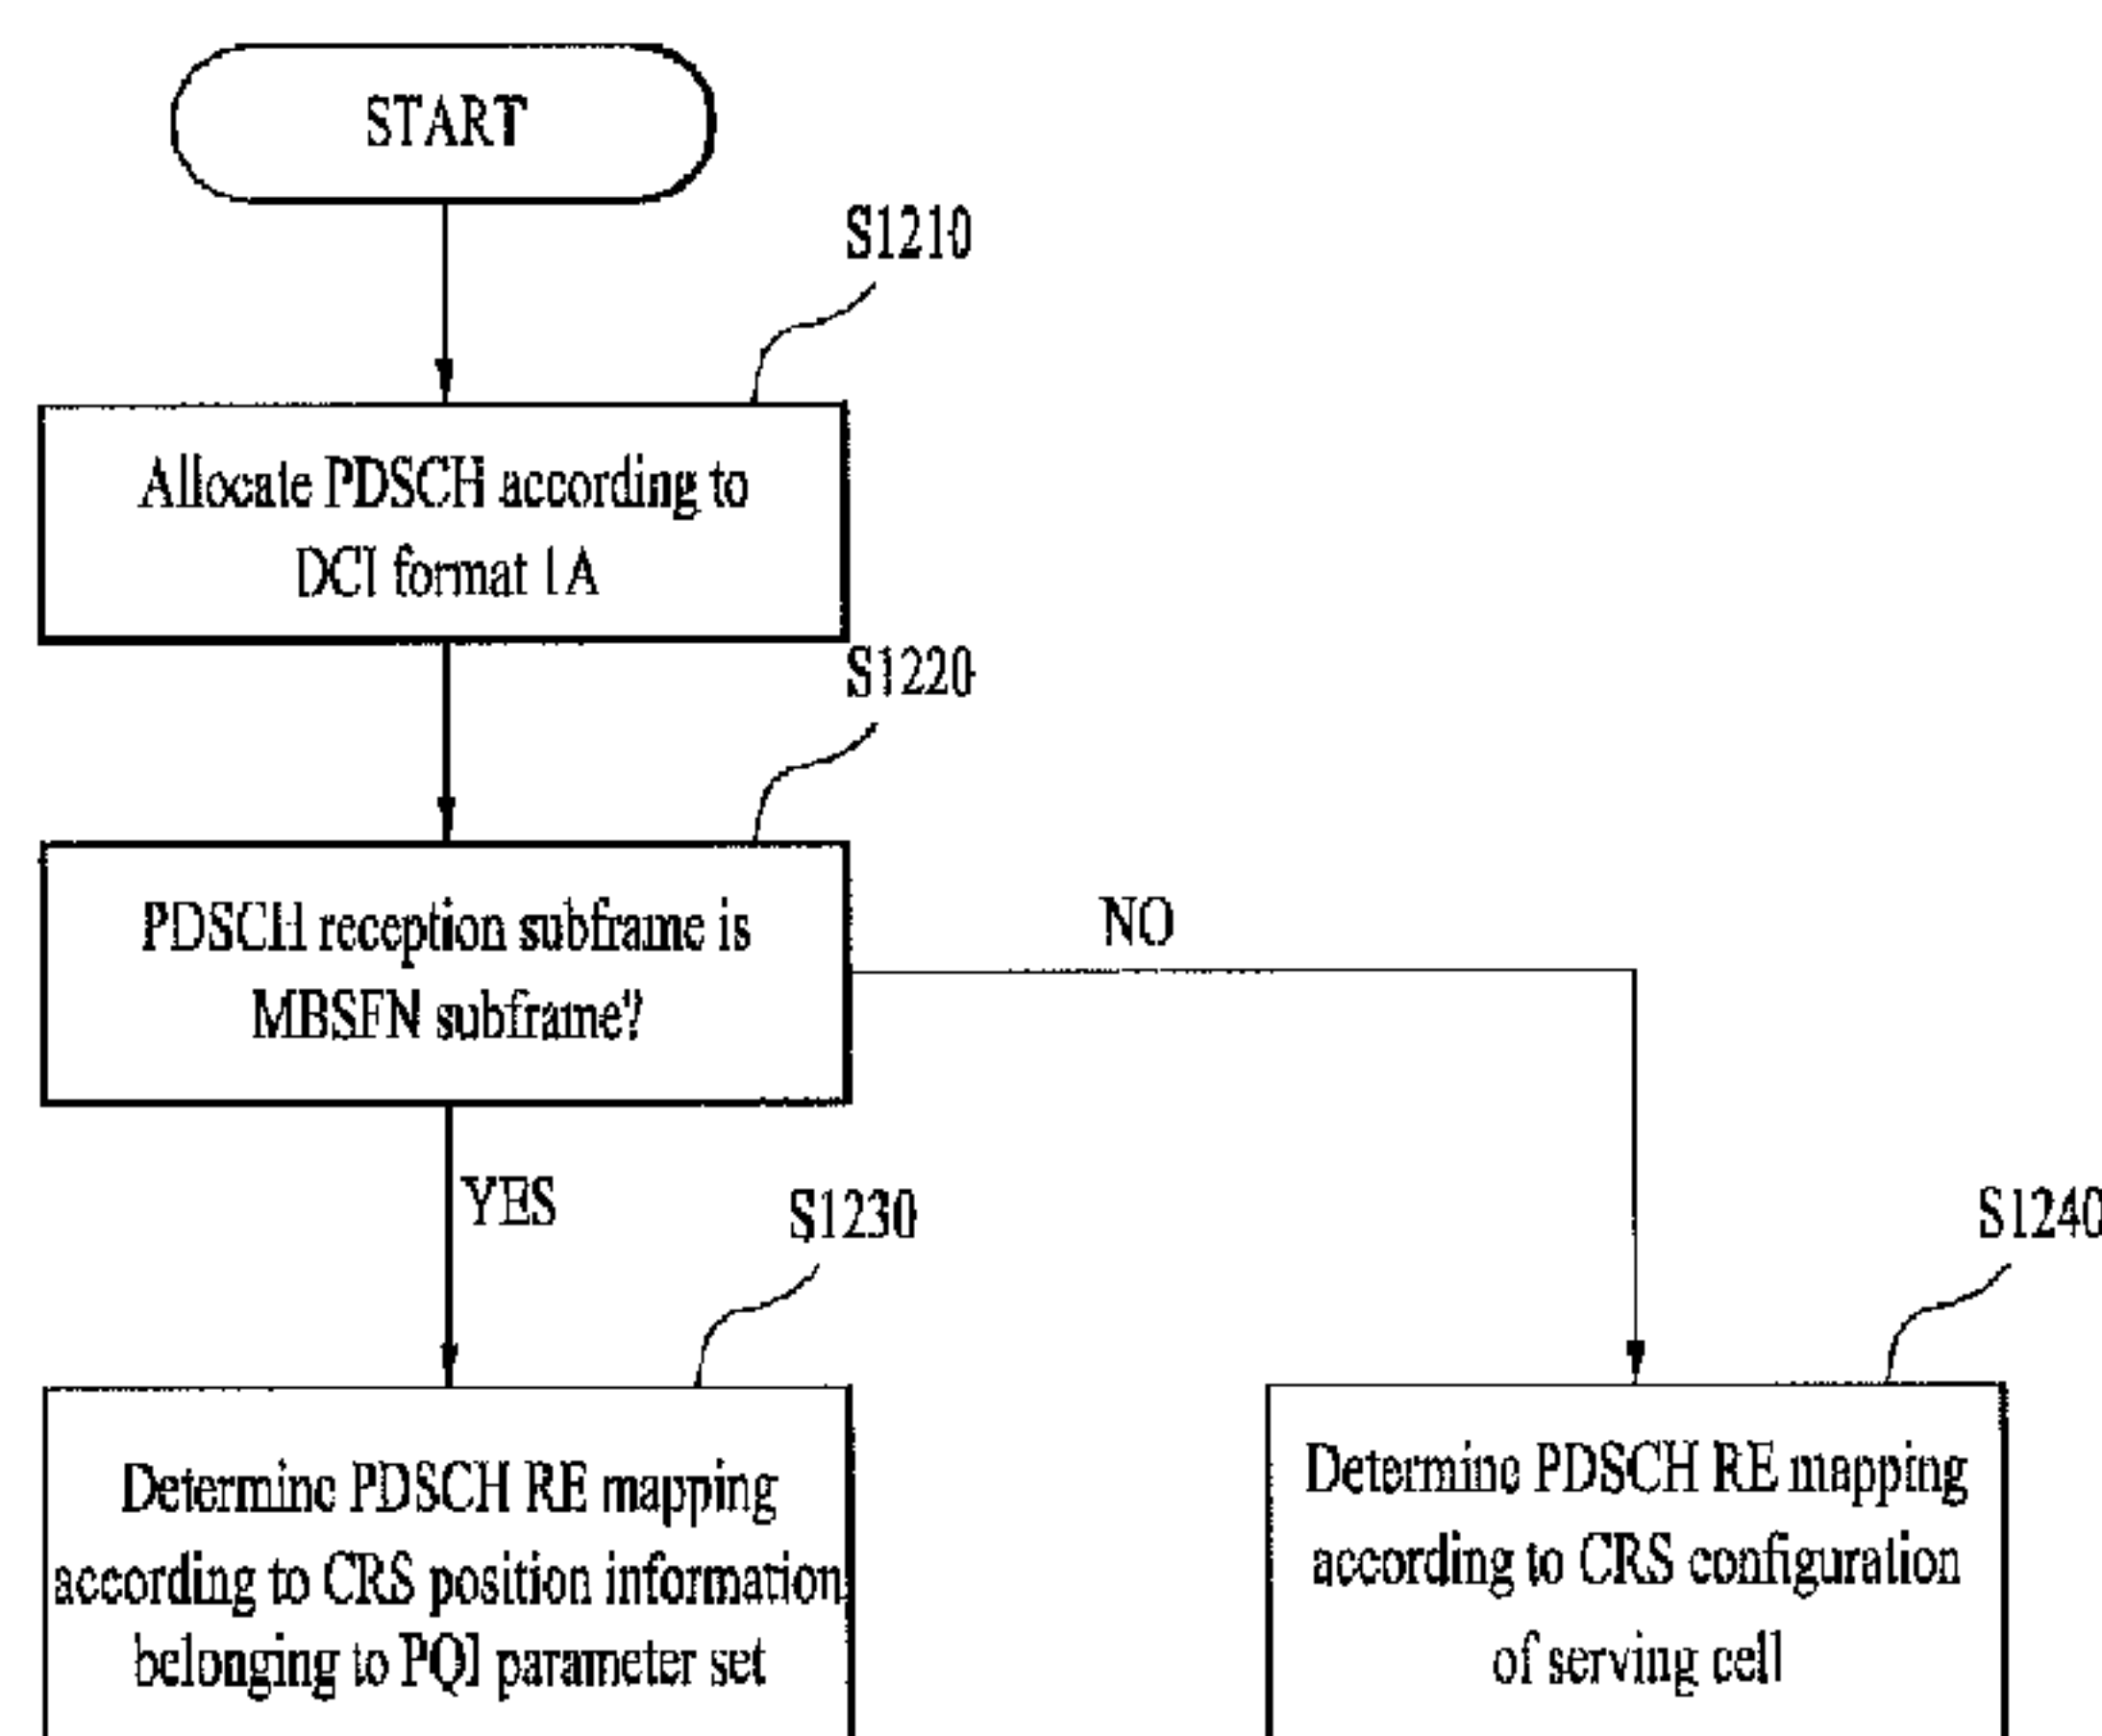 START
S1210
Allocate PDSCH according to
DCI format 1A
S1220
PDSCH reception subframe is
MBSFN subframe?
NO
YES
S1230
S1240
Determine PDSCH RE mapping
according to CRS position information
belonging to PQI parameter set
Determine PDSCH RE mapping
according to CRS configuration
of serving cell